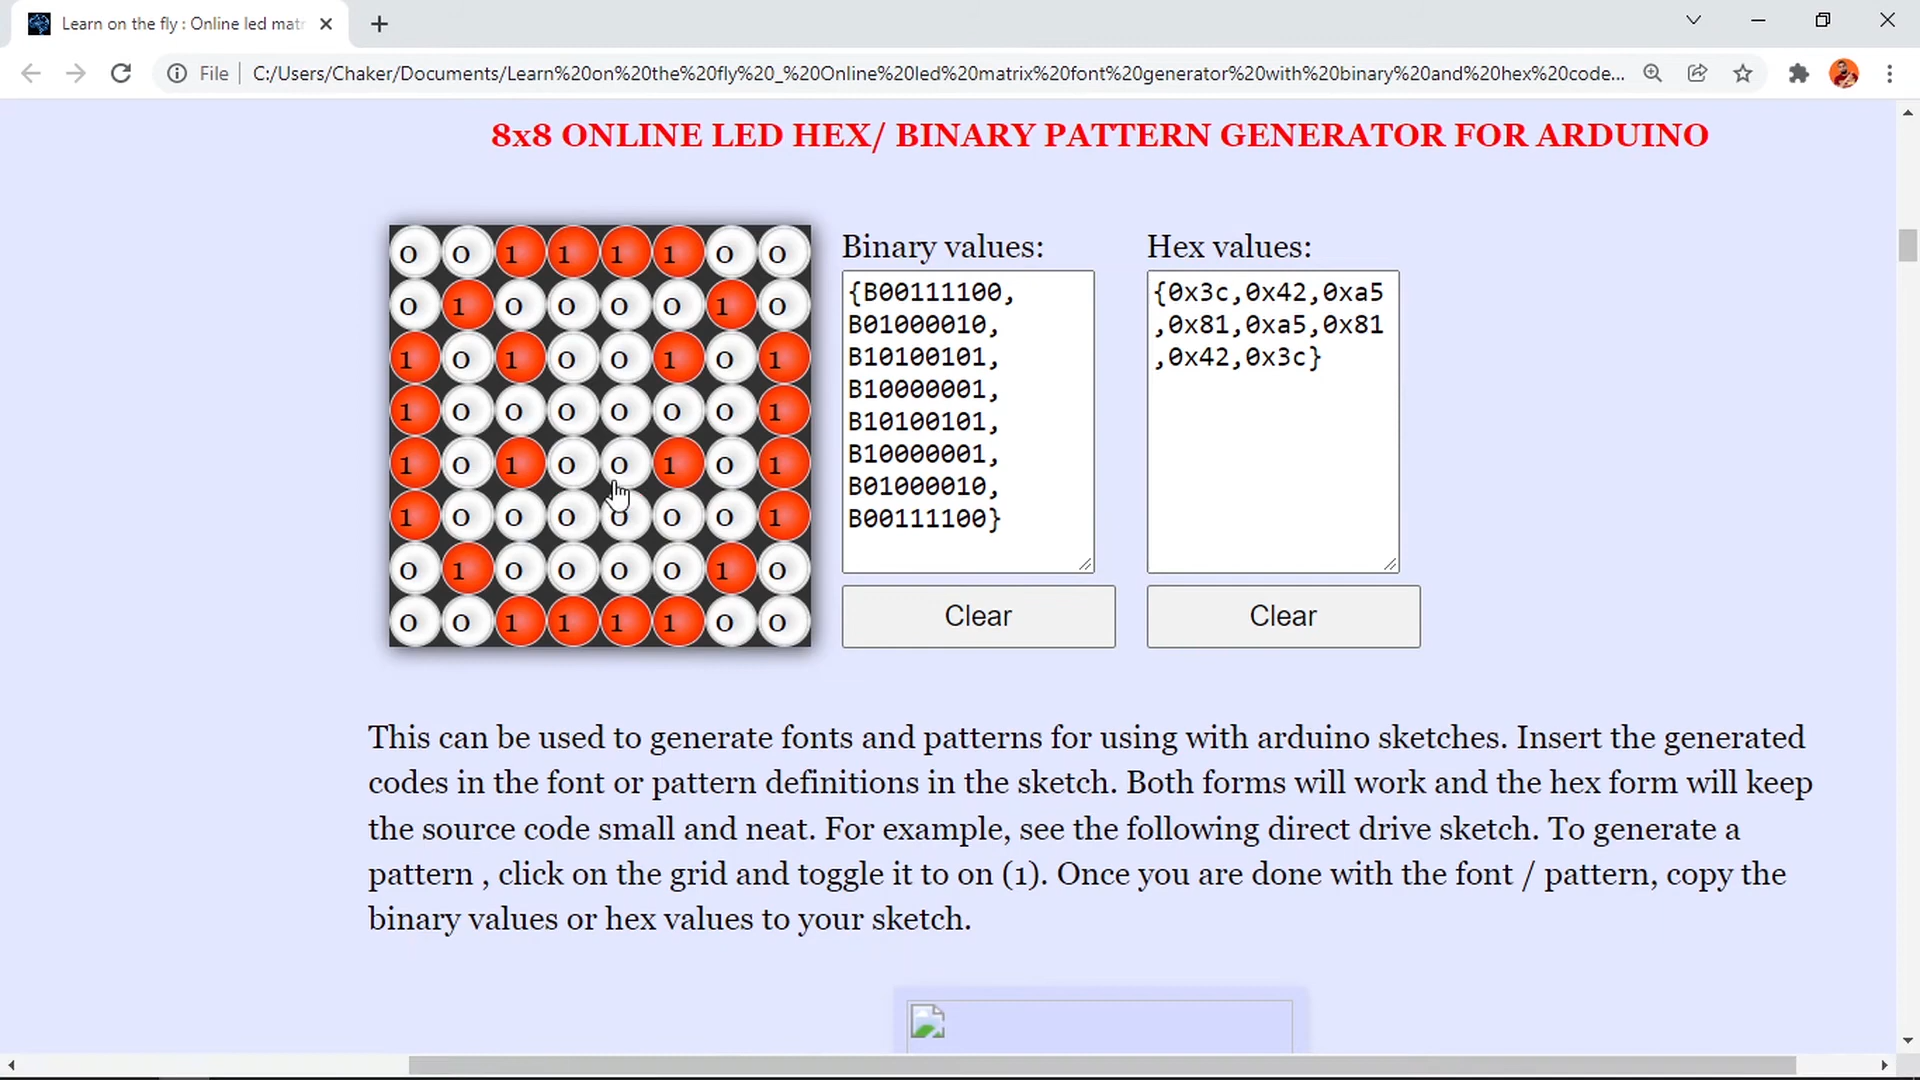 Learn on the fly : Online led mat
File
C:/Users/Chaker/Documents/Learn%20on%20the%20fly%20_%20Online%20led%20matrix%20font%20generator%20with%20binary%20and%20hex%20code...
8x8 ONLINE LED HEX/ BINARY PATTERN GENERATOR FOR ARDUINO
0 0 1 1 1 1 0 0
0 1 0 0 0 0 1 0
1 0 1 0 0 1 0 1
1 0 0 0 0 0 0 1
1 0 1 0 0 1 0 1
1 0 0 0 0 0 0 1
0 1 0 0 0 0 1 0
0 0 1 1 1 1 0 0
Binary values:
{B00111100,
B01000010,
B10100101,
B10000001,
B10100101,
B10000001,
B01000010,
B00111100}
Clear
Hex values:
{0x3c,0x42,0xa5
,0x81,0xa5,0x81
,0x42,0x3c}
Clear
This can be used to generate fonts and patterns for using with arduino sketches. Insert the generated
codes in the font or pattern definitions in the sketch. Both forms will work and the hex form will keep
the source code small and neat. For example, see the following direct drive sketch. To generate a
pattern , click on the grid and toggle it to on (1). Once you are done with the font / pattern, copy the
binary values or hex values to your sketch.